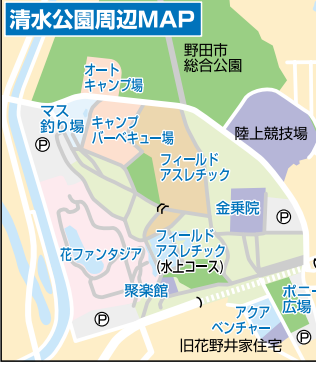 清水公園周辺MAP
野田市
総合公園
オート
キャンプ場
マス
釣り場
キャンプ
バーベキュー場
陸上競技場
フィールド
アスレチック
金乗院
P
P
花ファンタジア
フィールド
アスレチック
(水上コース)
聚楽館
P
P
アクア
ベンチャー
ポニー
広場
旧花野井家住宅